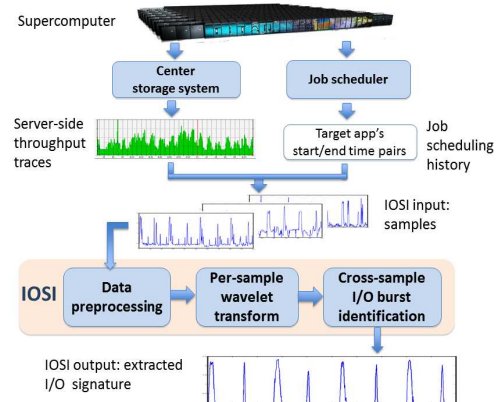 Supercomputer
Center
storage system
Job scheduler
Server-side
throughput
traces
Target app's
start/end time pairs
Job
scheduling
history
IOSI input:
samples
IOSI
Data
preprocessing
Per-sample
wavelet
transform
Cross-sample
I/O burst
identification
IOSI output: extracted
I/O signature